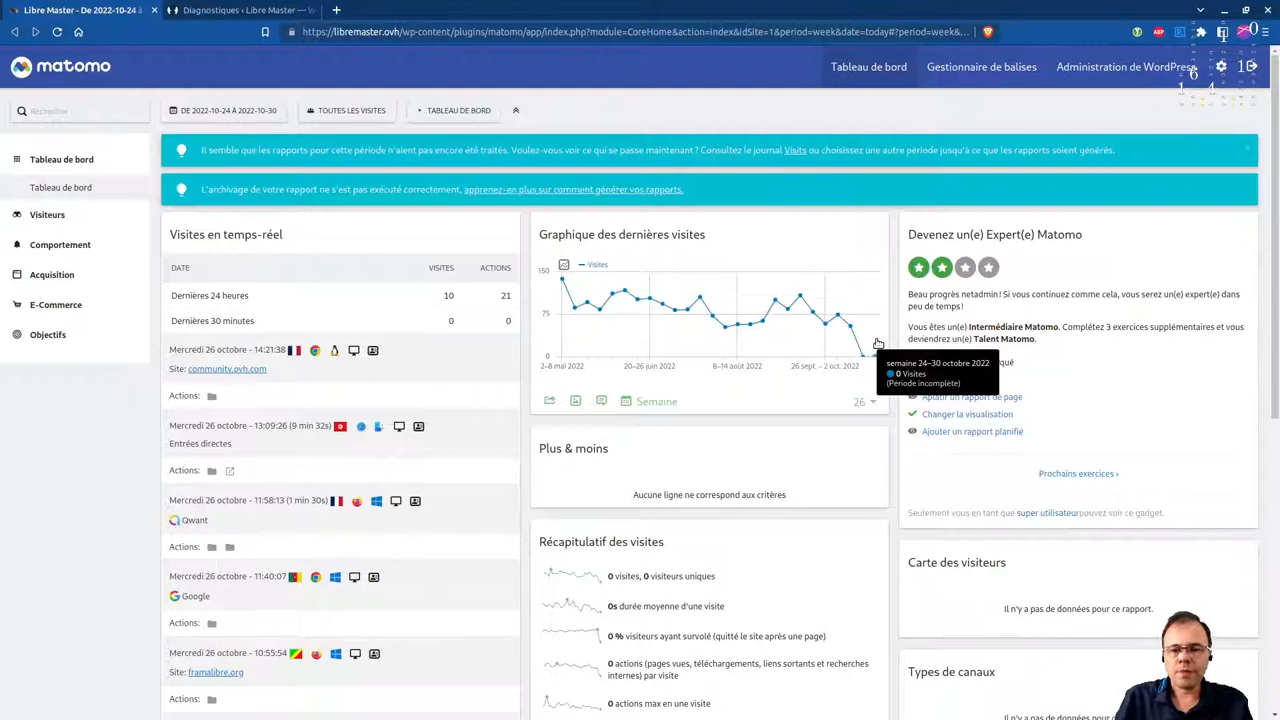 Libre Master - De 2022-10-24 à
Diagnostiques ‹ Libre Master — W
https://libremaster.ovh/wp-content/plugins/matomo/app/index.php?module=CoreHome&action=index&idSite=1&period=week&date=today#?period=week&...
matomo
Tableau de bord
Gestionnaire de balises
Administration de WordPress
Rechercher
DE 2022-10-24 À 2022-10-30
TOUTES LES VISITES
TABLEAU DE BORD
Tableau de bord
Tableau de bord
Visiteurs
Comportement
Acquisition
E-Commerce
Objectifs
Il semble que les rapports pour cette période n'aient pas encore été traités. Voulez-vous voir ce qui se passe maintenant ? Consultez le journal Visits ou choisissez une autre période jusqu'à ce que les rapports soient générés.
L'archivage de votre rapport ne s'est pas exécuté correctement, apprenez-en plus sur comment générer vos rapports.
Visites en temps-réel
DATE VISITES ACTIONS
Dernières 24 heures 10 21
Dernières 30 minutes 0 0
Mercredi 26 octobre - 14:21:38
Site: community.ovh.com
Actions:
Mercredi 26 octobre - 13:09:26 (9 min 32s)
Entrées directes
Actions:
Mercredi 26 octobre - 11:58:13 (1 min 30s)
Qwant
Actions:
Mercredi 26 octobre - 11:40:07
Google
Actions:
Mercredi 26 octobre - 10:55:54
Site: framalibre.org
Actions:
Graphique des dernières visites
Visites
150
75
0
2–8 mai 2022 20–26 juin 2022 8–14 août 2022 26 sept. – 2 oct. 2022
semaine 24–30 octobre 2022
0 Visites
(Période incomplète)
Semaine
26
Plus & moins
Aucune ligne ne correspond aux critères
Récapitulatif des visites
0 visites, 0 visiteurs uniques
0s durée moyenne d'une visite
0 % visiteurs ayant survolé (quitté le site après une page)
0 actions (pages vues, téléchargements, liens sortants et recherches
internes) par visite
0 actions max en une visite
Devenez un(e) Expert(e) Matomo
Beau progrès netadmin ! Si vous continuez comme cela, vous serez un(e) expert(e) dans
peu de temps !
Vous êtes un(e) Intermédiaire Matomo. Complétez 3 exercices supplémentaires et vous
deviendrez un(e) Talent Matomo.
qué
Aplatir un rapport de page
Changer la visualisation
Ajouter un rapport planifié
Prochains exercices ›
Seulement vous en tant que super utilisateur pouvez voir ce gadget.
Carte des visiteurs
Il n'y a pas de données pour ce rapport.
Types de canaux